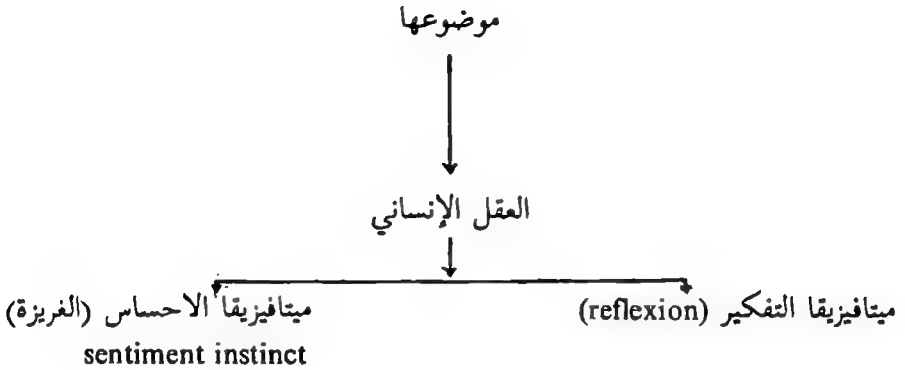 موضوعها
العقل الإنساني
ميتافيزيقا التفكير (reflexion)
ميتافيزيقا الاحساس (الغريزة)
sentiment instinct